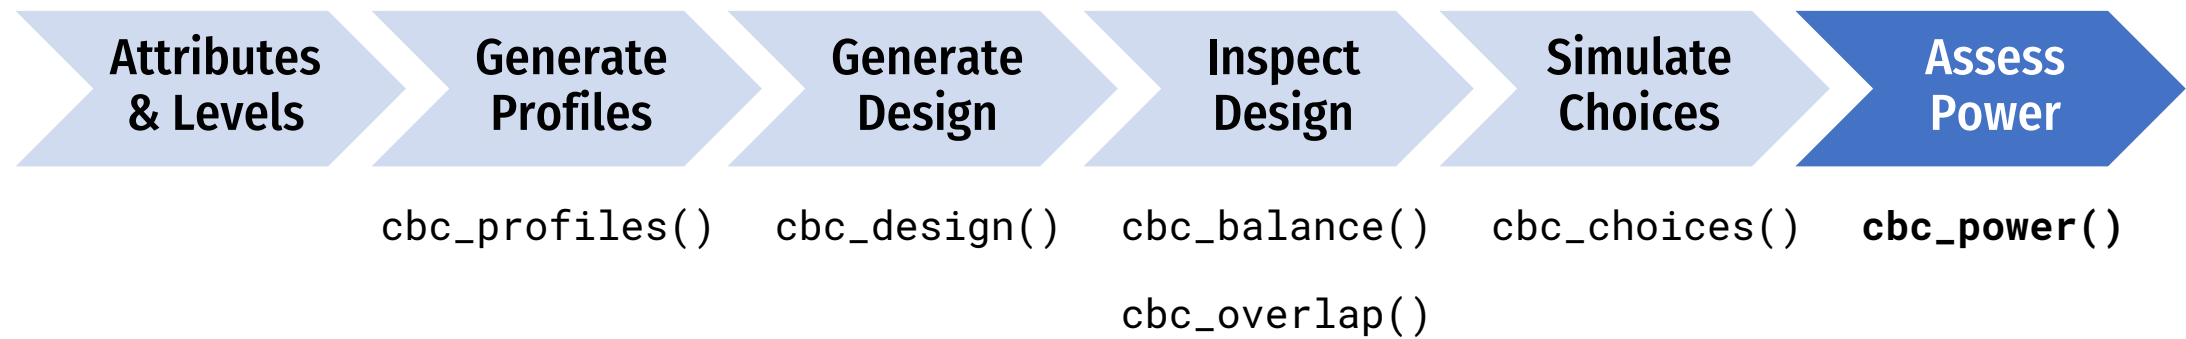 Attributes
& Levels
Generate
Profiles
Generate
Design
Inspect
Design
Simulate
Choices
Assess
Power
cbc_profiles()
cbc_design()
cbc_balance()
cbc_choices()
cbc_power()
cbc_overlap()